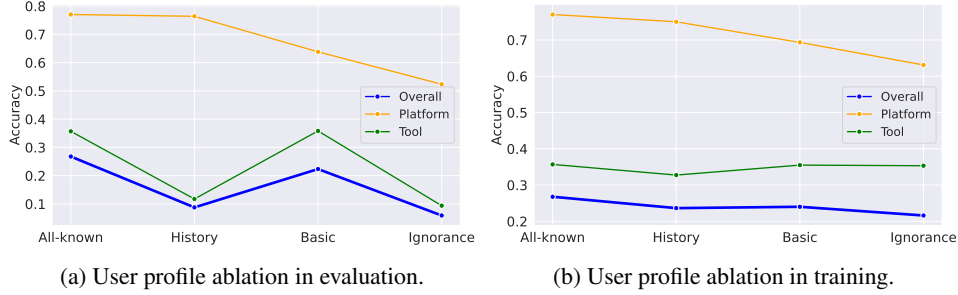 0.8
0.7
0.6
0.5
0.4
0.3
0.2
0.1
Accuracy
Overall
Platform
Tool
All-known History Basic Ignorance
(a) User profile ablation in evaluation.
0.7
0.6
0.5
0.4
0.3
0.2
Accuracy
Overall
Platform
Tool
All-known History Basic Ignorance
(b) User profile ablation in training.